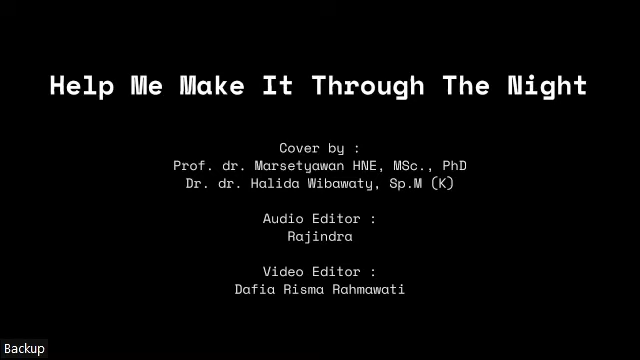 Help Me Make It Through The Night
Cover by :
Prof. dr. Marsetyawan HNE, MSc., PhD
Dr. dr. Halida Wibawaty, Sp.M (K)
Audio Editor :
Rajindra
Video Editor :
Dafia Risma Rahmawati
Backup